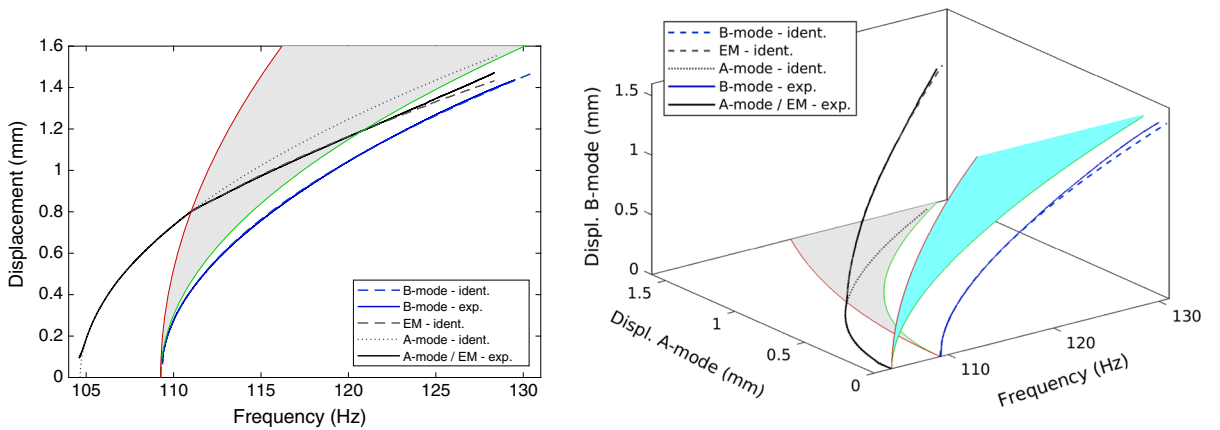 Displacement (mm)
1.6
1.4
1.2
1
0.8
0.6
0.4
0.2
0
105
110
115
120
125
130
Frequency (Hz)
B-mode - ident.
B-mode - exp.
EM - ident.
A-mode - ident.
A-mode / EM - exp.
B-mode - ident.
EM - ident.
A-mode - ident.
B-mode - exp.
A-mode / EM - exp.
Displ. B-mode (mm)
1.5
1
0.5
0
1.5
1
0.5
0
Displ. A-mode (mm)
110
120
130
Frequency (Hz)